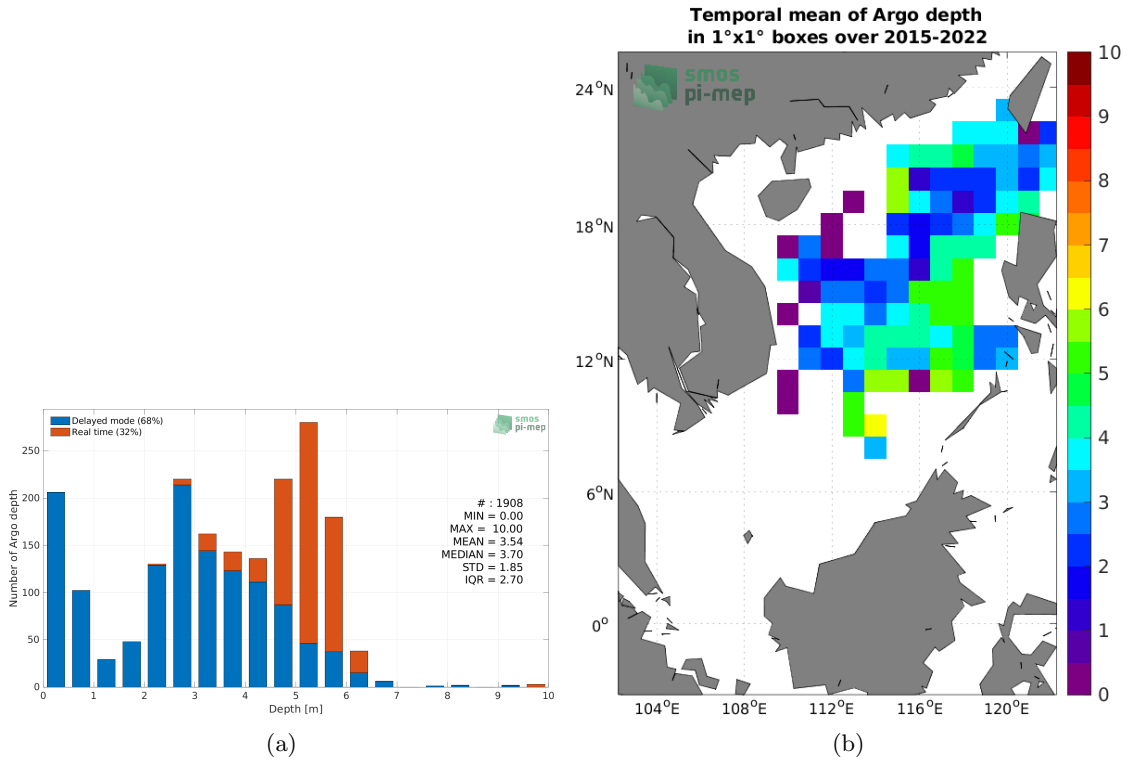 Temporal mean of Argo depth
in 1°x1° boxes over 2015-2022
smos
pi-mep
24°N
18°N
12°N
6°N
0°
104°E
108°E
112°E
116°E
120°E
10
9
8
7
6
5
4
3
2
1
0
(b)
Delayed mode (68%)
Real time (32%)
smos
pi-mep
# : 1908
MIN = 0.00
MAX = 10.00
MEAN = 3.54
MEDIAN = 3.70
STD = 1.85
IQR = 2.70
Number of Argo depth
250
200
150
100
50
0
0 1 2 3 4 5 6 7 8 9 10
Depth [m]
(a)